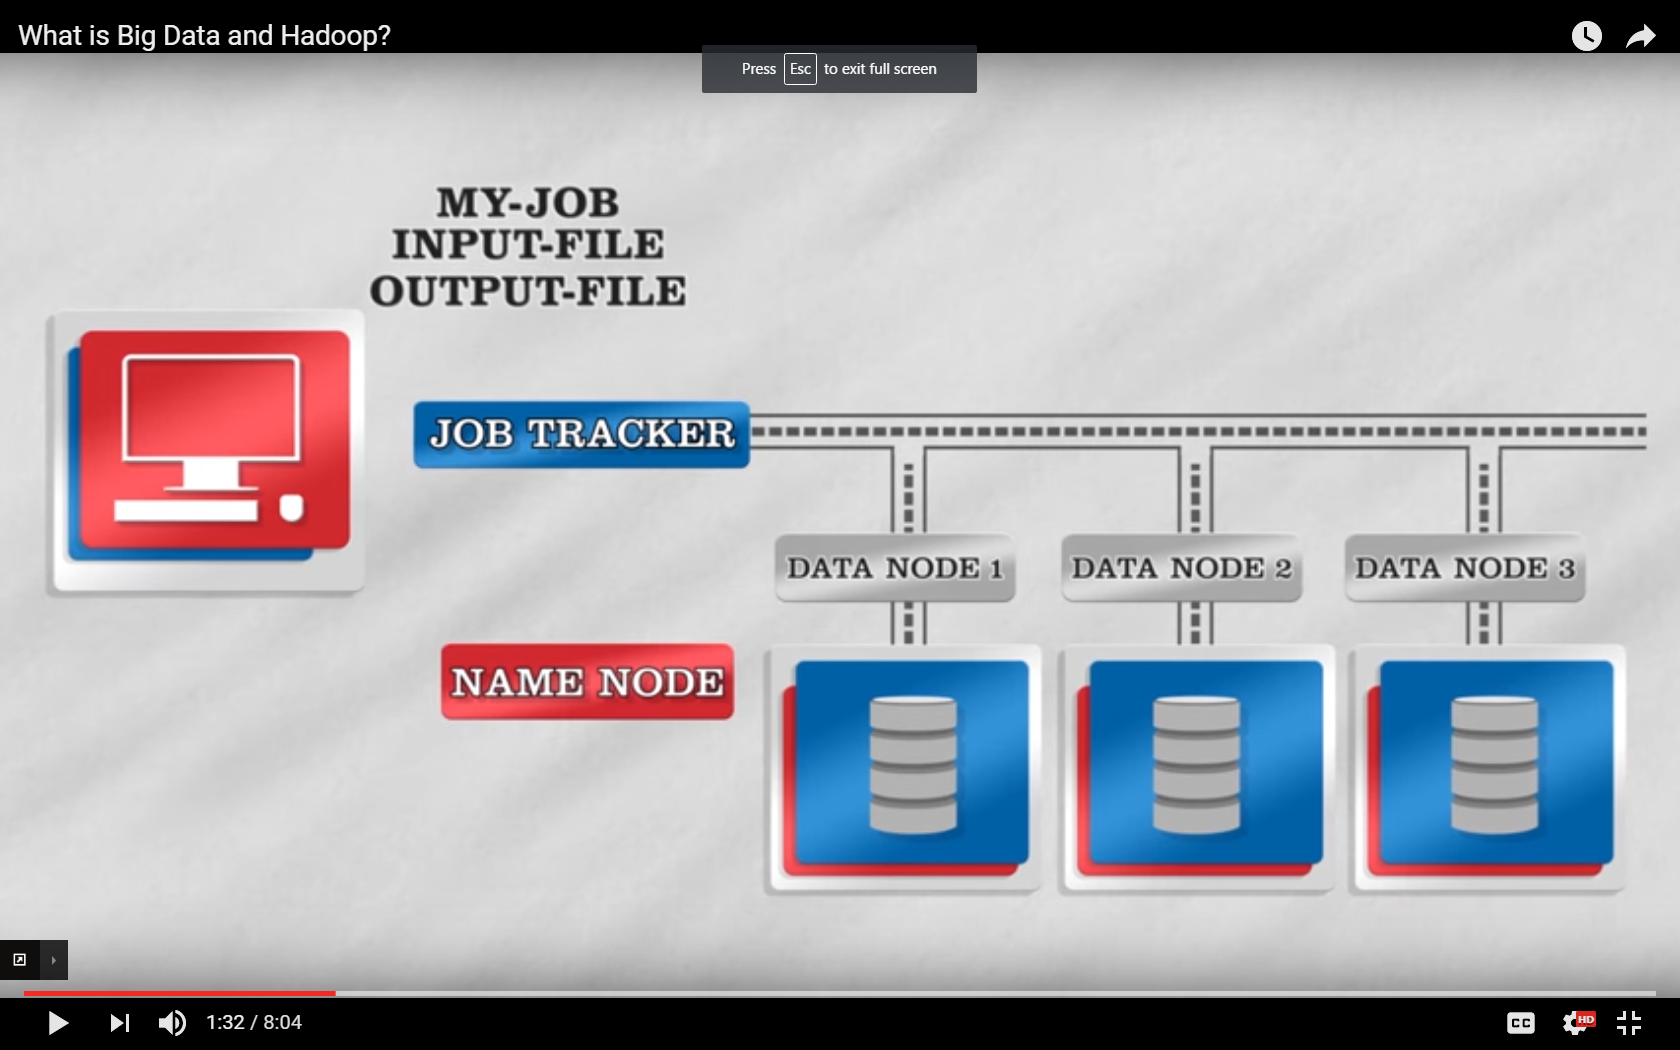 What is Big Data and Hadoop?
Press Esc to exit full screen
MY-JOB
INPUT-FILE
OUTPUT-FILE
JOB TRACKER
DATA NODE 1
DATA NODE 2
DATA NODE 3
NAME NODE
1:32 / 8:04
CC
HD